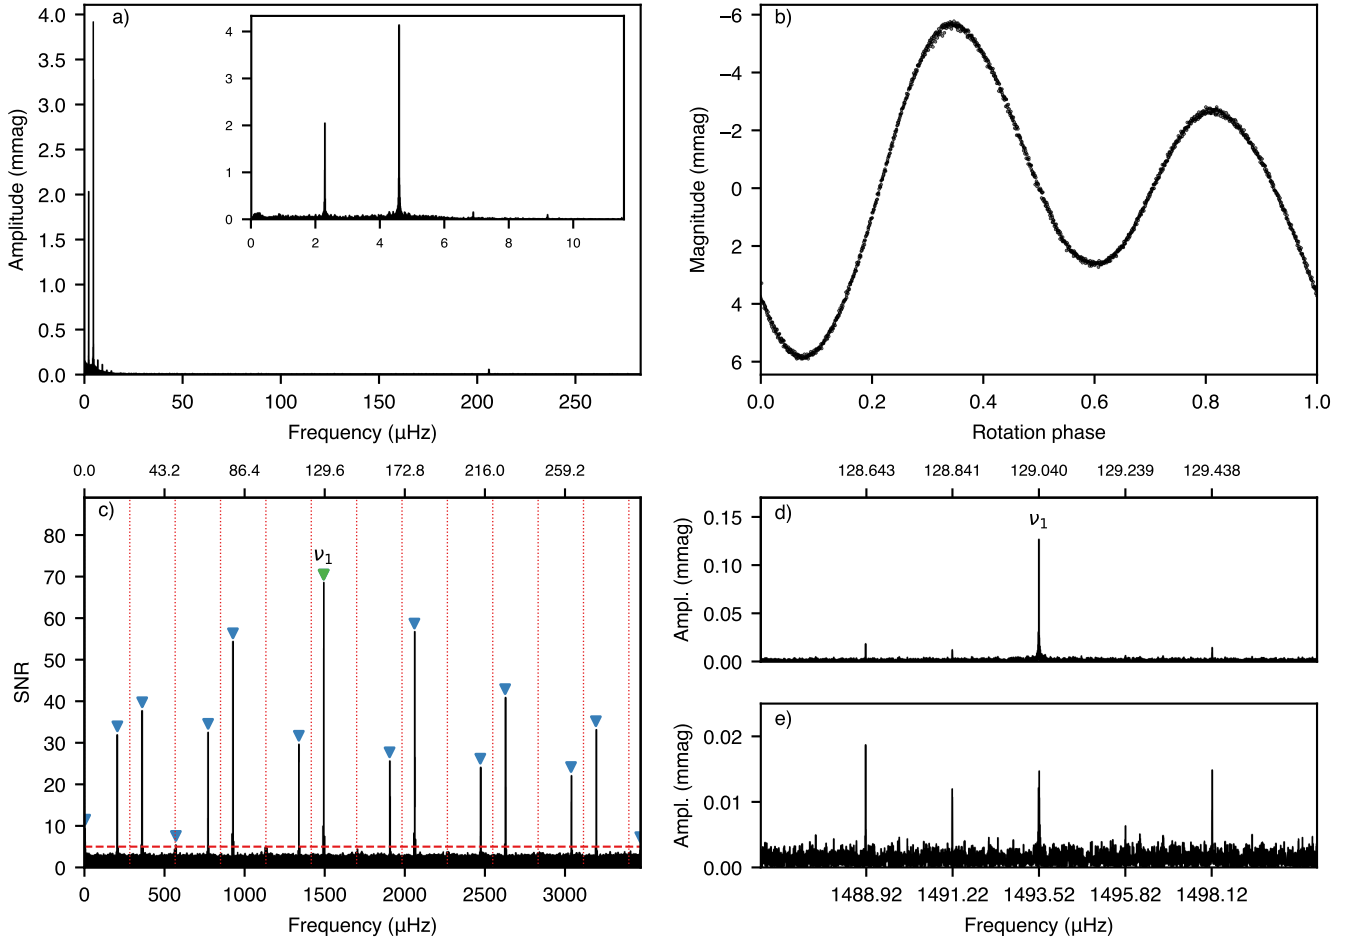 a)
4.0
3.5
3.0
2.5
2.0
1.5
1.0
0.5
0.0
Amplitude (mmag)
4
3
2
1
0
0 2 4 6 8 10
0 50 100 150 200 250
Frequency (μHz)
b)
−6
−4
−2
0
2
4
6
Magnitude (mmag)
0.0 0.2 0.4 0.6 0.8 1.0
Rotation phase
0.0 43.2 86.4 129.6 172.8 216.0 259.2
c)
ν1
80
70
60
50
40
30
20
10
0
SNR
0 500 1000 1500 2000 2500 3000
Frequency (μHz)
128.643 128.841 129.040 129.239 129.438
d)
ν1
0.15
0.10
0.05
0.00
Ampl. (mmag)
e)
0.02
0.01
0.00
Ampl. (mmag)
1488.92 1491.22 1493.52 1495.82 1498.12
Frequency (μHz)